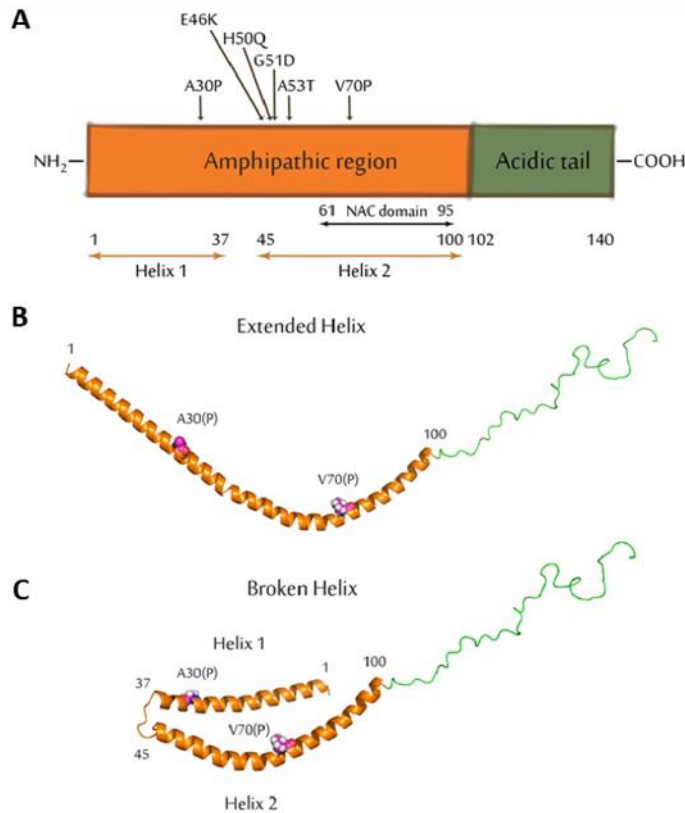 A
E46K
H50Q
G51D
A30P
A53T
V70P
NH2
Amphipathic region
Acidic tail
COOH
61 NAC domain 95
1 37 45 100 102 140
Helix 1 Helix 2
B
Extended Helix
1
A30(P)
V70(P)
100
C
Broken Helix
Helix 1
37 A30(P) 1 100
V70(P)
45
Helix 2